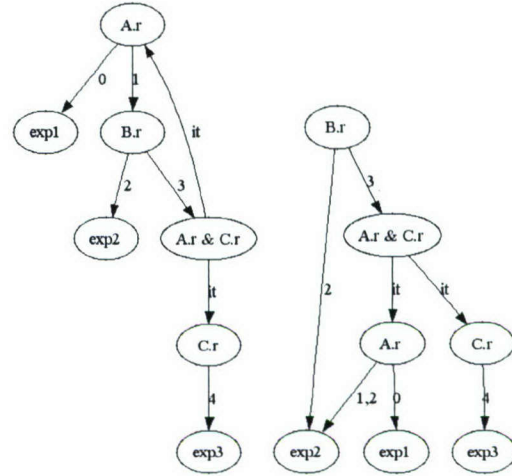 A.r
0 1
exp1 B.r it B.r
2 3 3
exp2 A.r & C.r A.r & C.r
it 2 it it
C.r A.r C.r
4 1,2 0 4
exp3 exp2 exp1 exp3